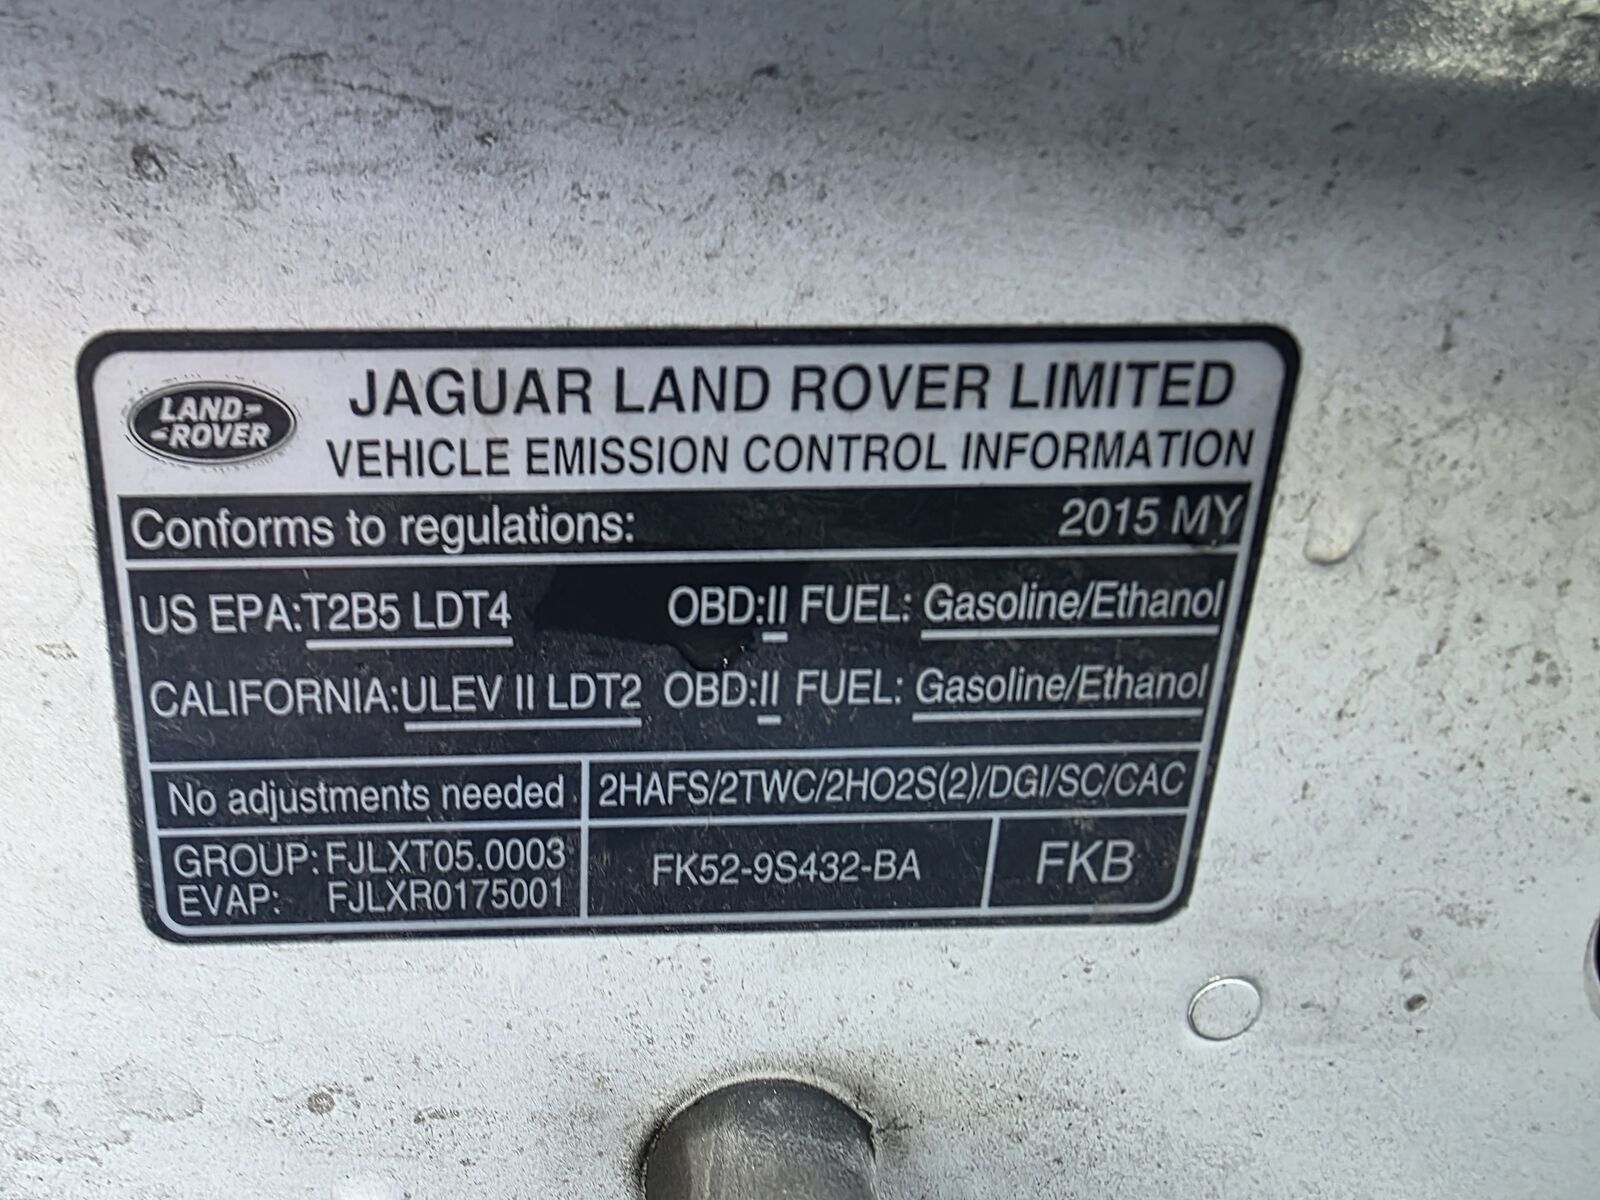 LAND-
-ROVER
JAGUAR LAND ROVER LIMITED
VEHICLE EMISSION CONTROL INFORMATION
Conforms to regulations: 2015 MY
US EPA:T2B5 LDT4 OBD:II FUEL: Gasoline/Ethanol
CALIFORNIA:ULEV II LDT2 OBD:II FUEL: Gasoline/Ethanol
No adjustments needed 2HAFS/2TWC/2HO2S(2)/DGI/SC/CAC
GROUP: FJLXT05.0003
EVAP: FJLXR0175001
FK52-9S432-BA
FKB